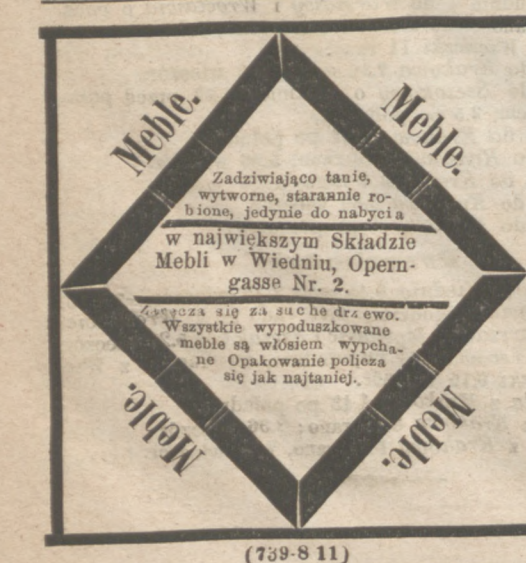 Meble.
Meble.
Zadziwiająco tanie,
wytworne, starannie ro-
bione, jedynie do nabycia
w największym Składzie
Mebli w Wiedniu, Opern-
gasse Nr. 2.
się za suche drzewo.
Wszystkie wypoduszkowane
meble są włósiem wypcha-
ne Opakowanie policza
się jak najtaniej.
Meble.
Meble.
(739-8 11)